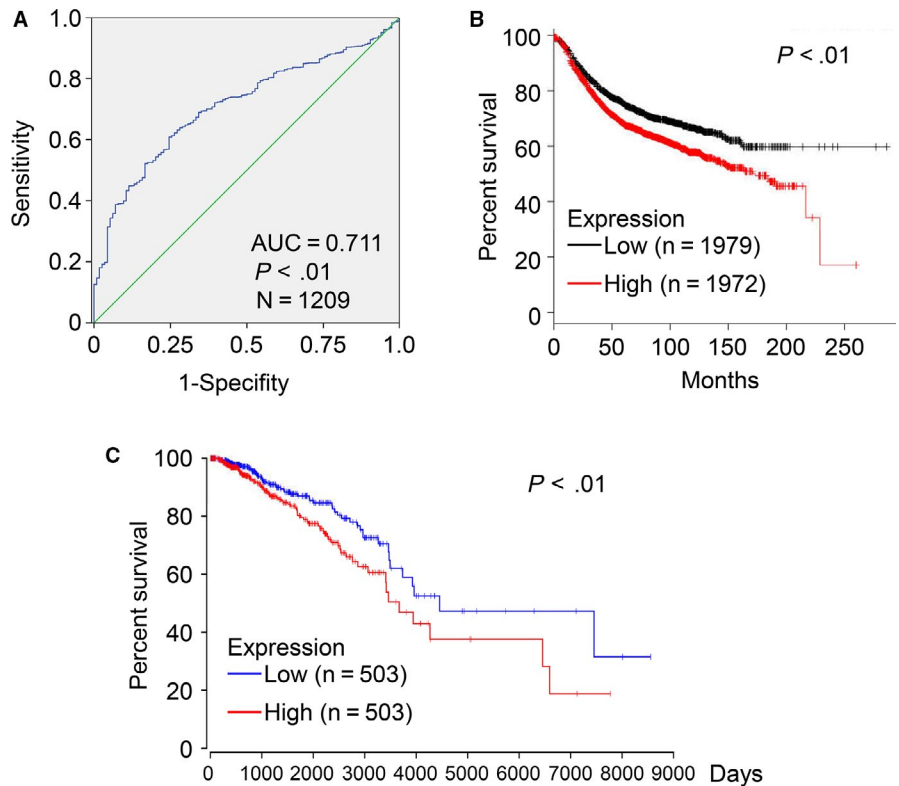 A
1.0
0.8
0.6
0.4
0.2
0
Sensitivity
AUC = 0.711
P < .01
N = 1209
0 0.25 0.5 0.75 1.0
1-Specifity
B
100
80
60
40
20
0
Percent survival
P < .01
Expression
Low (n = 1979)
High (n = 1972)
0 50 100 150 200 250
Months
C
100
80
60
40
20
0
Percent survival
P < .01
Expression
Low (n = 503)
High (n = 503)
0 1000 2000 3000 4000 5000 6000 7000 8000 9000 Days